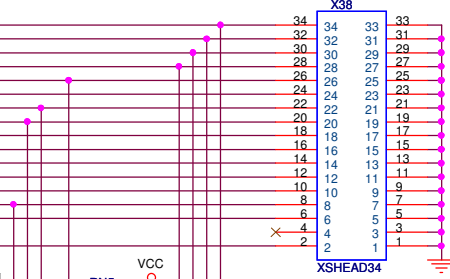 X38
34 34 33 33
32 32 31 31
30 30 29 29
28 28 27 27
26 26 25 25
24 24 23 23
22 22 21 21
20 20 19 19
18 18 17 17
16 16 15 15
14 14 13 13
12 12 11 11
10 10 9 9
8 8 7 7
6 6 5 5
4 4 3 3
2 2 1 1
VCC
XSHEAD34